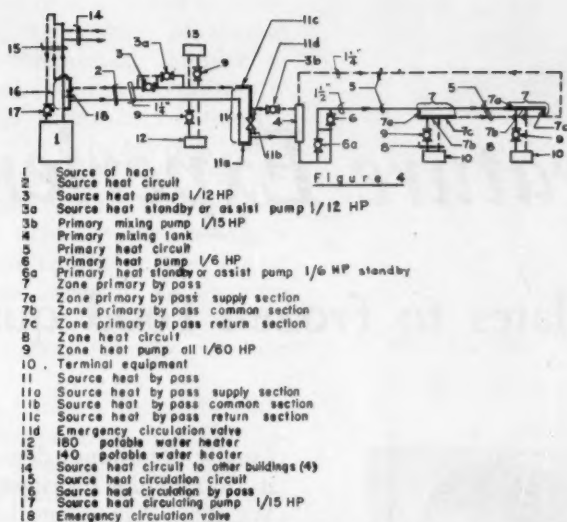 14
13
3a
3
15
2
1¼"
9
11c
11d
3b
1¼"
16
17
18
9
1
12
11
11a
11b
4
6
6a
1½"
5
7
7a
7c
7b
9
8
10
5
7
7a
7b
7c
9
8
10
Figure 4
1 Source of heat
2 Source heat circuit
3 Source heat pump 1/12 HP
3a Source heat standby or assist pump 1/12 HP
3b Primary mixing pump 1/15 HP
4 Primary mixing tank
5 Primary heat circuit
6 Primary heat pump 1/6 HP
6a Primary heat standby or assist pump 1/6 HP standby
7 Zone primary by pass
7a Zone primary by pass supply section
7b Zone primary by pass common section
7c Zone primary by pass return section
8 Zone heat circuit
9 Zone heat pump all 1/60 HP
10 Terminal equipment
11 Source heat by pass
11a Source heat by pass supply section
11b Source heat by pass common section
11c Source heat by pass return section
11d Emergency circulation valve
12 180 potable water heater
13 140 potable water heater
14 Source heat circuit to other buildings (4)
15 Source heat circulation circuit
16 Source heat circulation by pass
17 Source heat circulating pump 1/15 HP
18 Emergency circulation valve